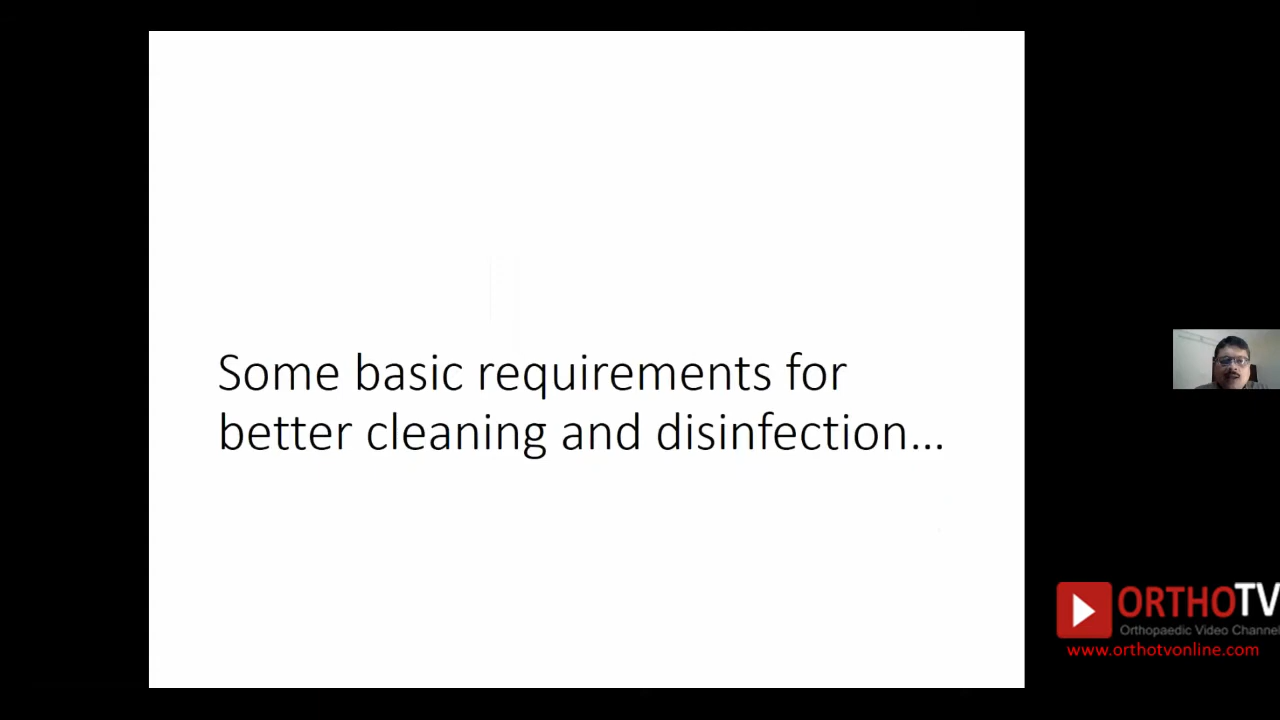 Some basic requirements for
better cleaning and disinfection...
ORTHOTV
Orthopaedic Video Channel
www.orthotvonline.com